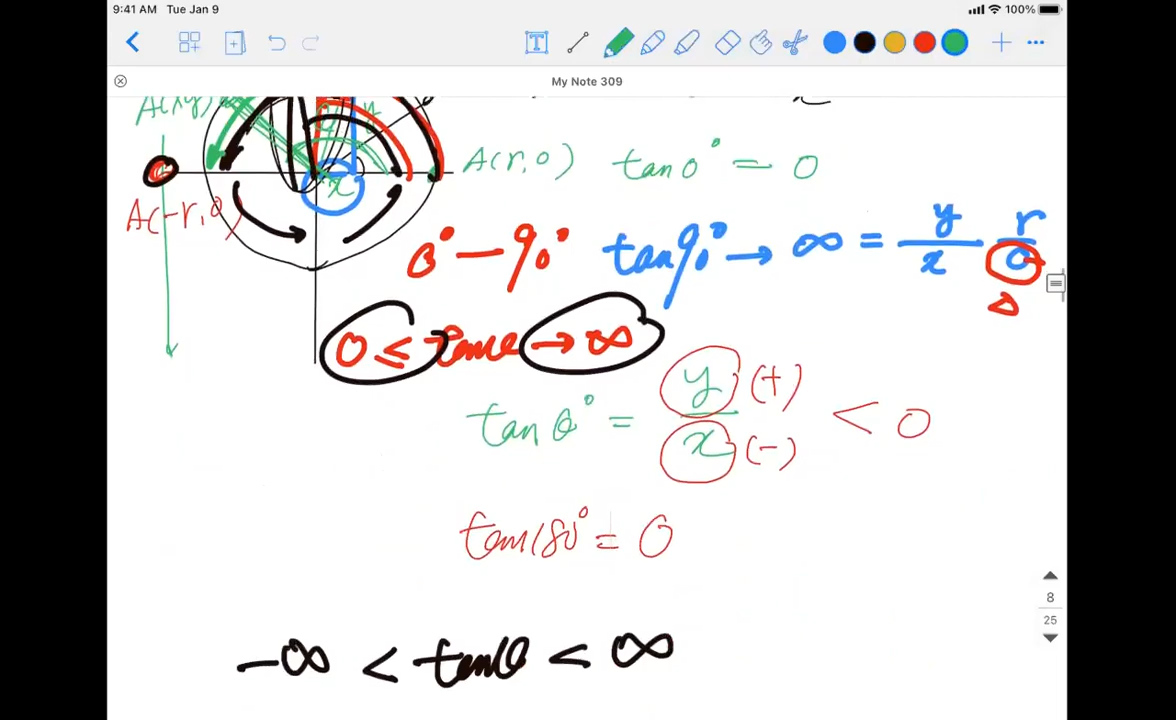 9:41 AM Tue Jan 9 100%
My Note 309
A(x,y)
y
x
x
A(r,0) tan0° = 0
A(-r,0)
0° - 90° tan90° → ∞ = y/x r/0
0 ≤ tanθ → ∞
tanθ° = y (+) / x (-) < 0
tan180° = 0
8
25
-∞ < tanθ < ∞